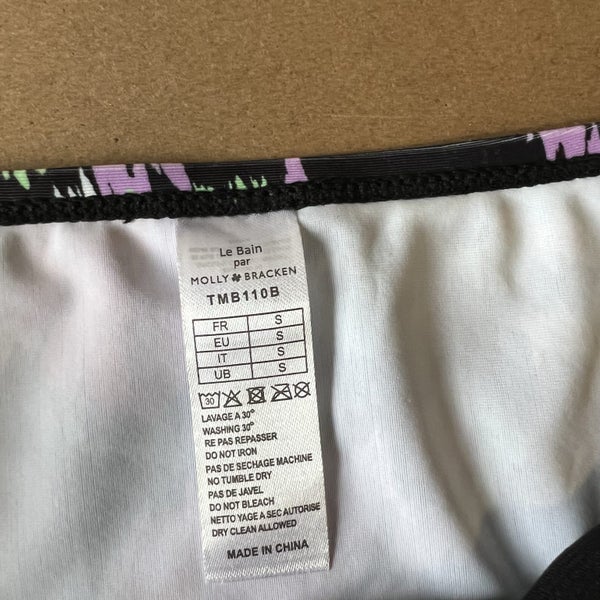 Le Bain
par
MOLLY BRACKEN
TMB110B
FR S
EU S
IT S
UB S
30
LAVAGE A 30°
WASHING 30°
RE PAS REPASSER
DO NOT IRON
PAS DE SECHAGE MACHINE
NO TUMBLE DRY
PAS DE JAVEL
DO NOT BLEACH
NETTO YAGE A SEC AUTORISE
DRY CLEAN ALLOWED
MADE IN CHINA